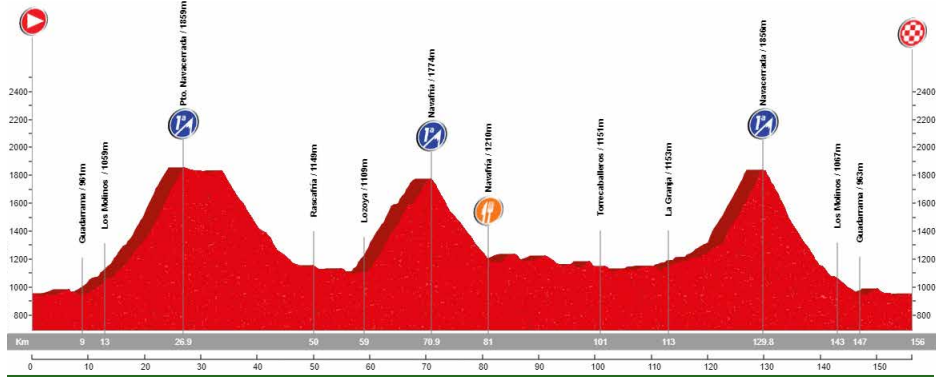 Guadarrama / 961m
Los Molinos / 1059m
Pto. Navacerrada / 1859m
1ª
Rascafría / 1149m
Lozoya / 1109m
Navafría / 1774m
1ª
Navafría / 1210m
Torrecaballeros / 1151m
La Granja / 1153m
Navacerrada / 1856m
1ª
Los Molinos / 1067m
Guadarrama / 963m
2400
2200
2000
1800
1600
1400
1200
1000
800
2400
2200
2000
1800
1600
1400
1200
1000
800
Km 9 13 26.9 50 59 70.9 81 101 113 129.8 143 147 156
0 10 20 30 40 50 60 70 80 90 100 110 120 130 140 150